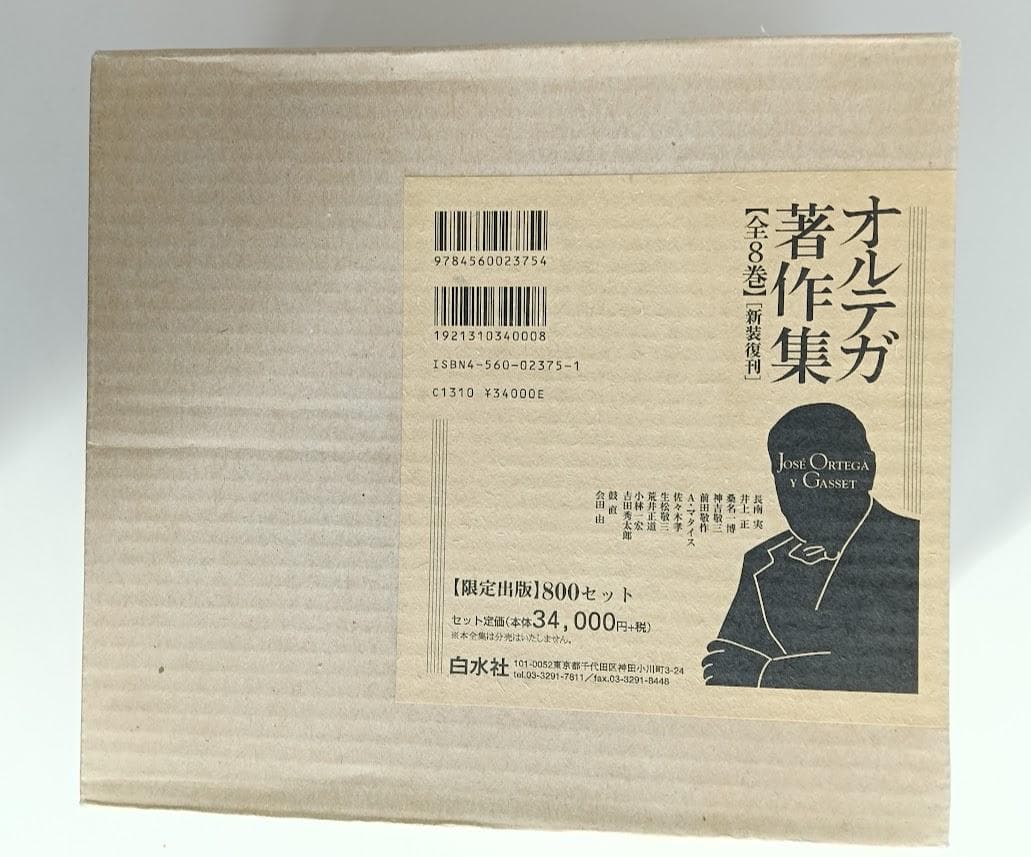 オルテガ
著作集
【全8巻】［新装復刊］
9784560023754
1921310340008
ISBN4-560-02375-1
C1310 ¥34000E
JOSÉ ORTEGA
Y GASSET
長南 実
井上 正
桑名一博
神吉敬三
前田敬作
A・マタイス
佐々木孝
生松敬三
荒井正道
小林一宏
吉田秀太郎
鼓 直
会田 由
【限定出版】800セット
セット定価(本体34,000円+税)
※本全集は分売はいたしません。
白水社 101-0052東京都千代田区神田小川町3-24
tel.03-3291-7811／fax.03-3291-8448